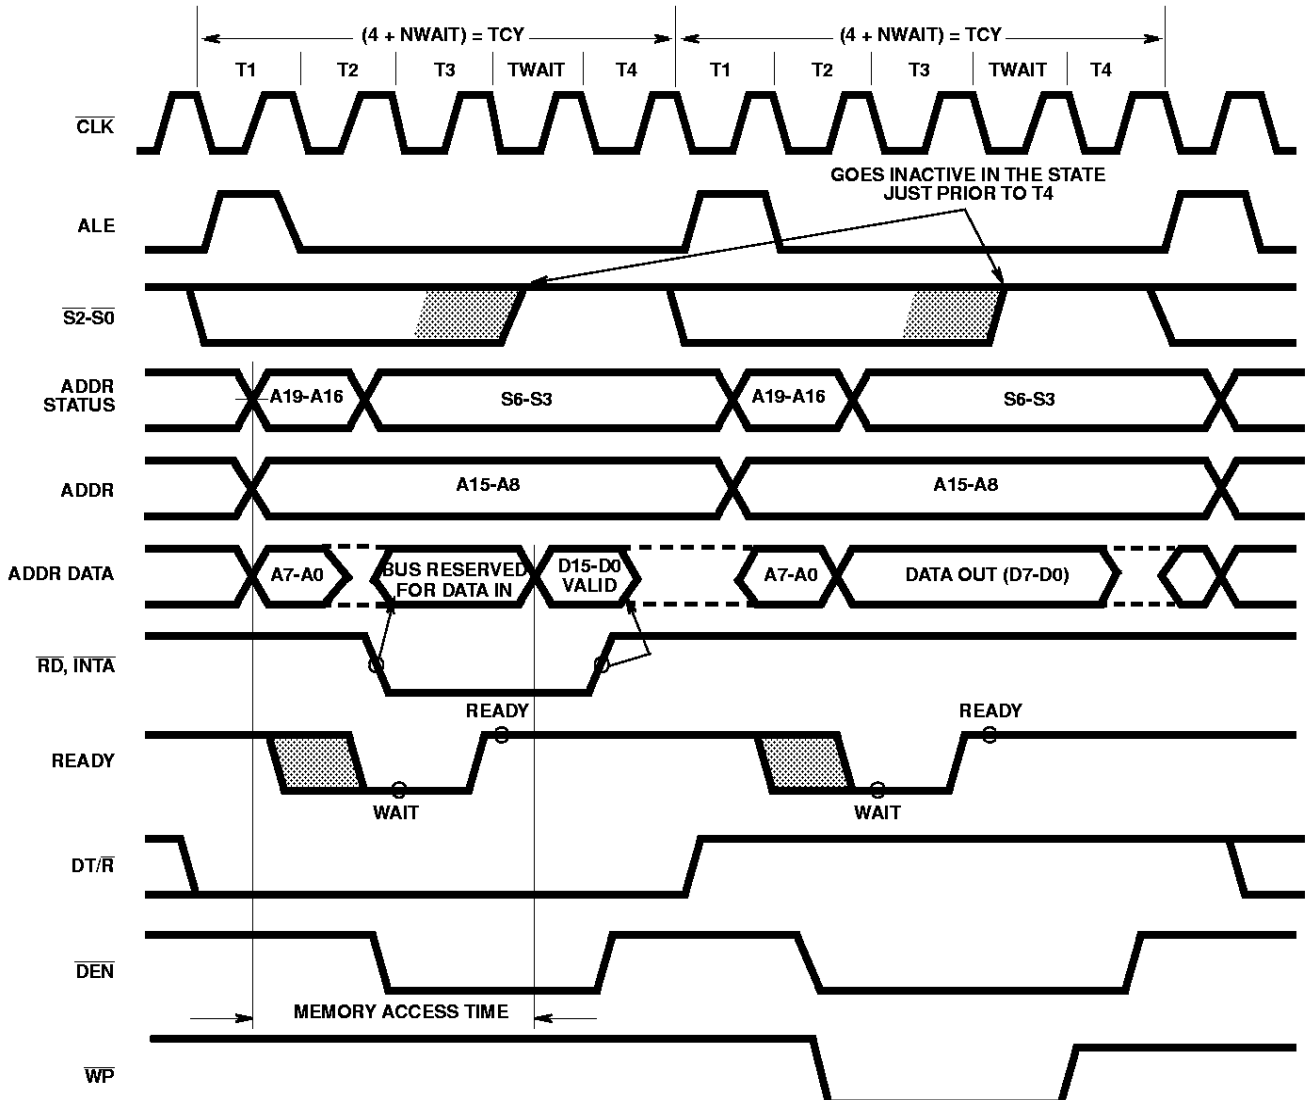 (4 + NWAIT) = TCY (4 + NWAIT) = TCY
T1 T2 T3 TWAIT T4 T1 T2 T3 TWAIT T4
CLK
GOES INACTIVE IN THE STATE
JUST PRIOR TO T4
ALE
S2-S0
ADDR
STATUS
A19-A16 S6-S3 A19-A16 S6-S3
ADDR A15-A8 A15-A8
ADDR DATA A7-A0
BUS RESERVED
FOR DATA IN
D15-D0
VALID
A7-A0 DATA OUT (D7-D0)
RD, INTA
READY READY
READY
WAIT WAIT
DT/R
DEN
MEMORY ACCESS TIME
WP